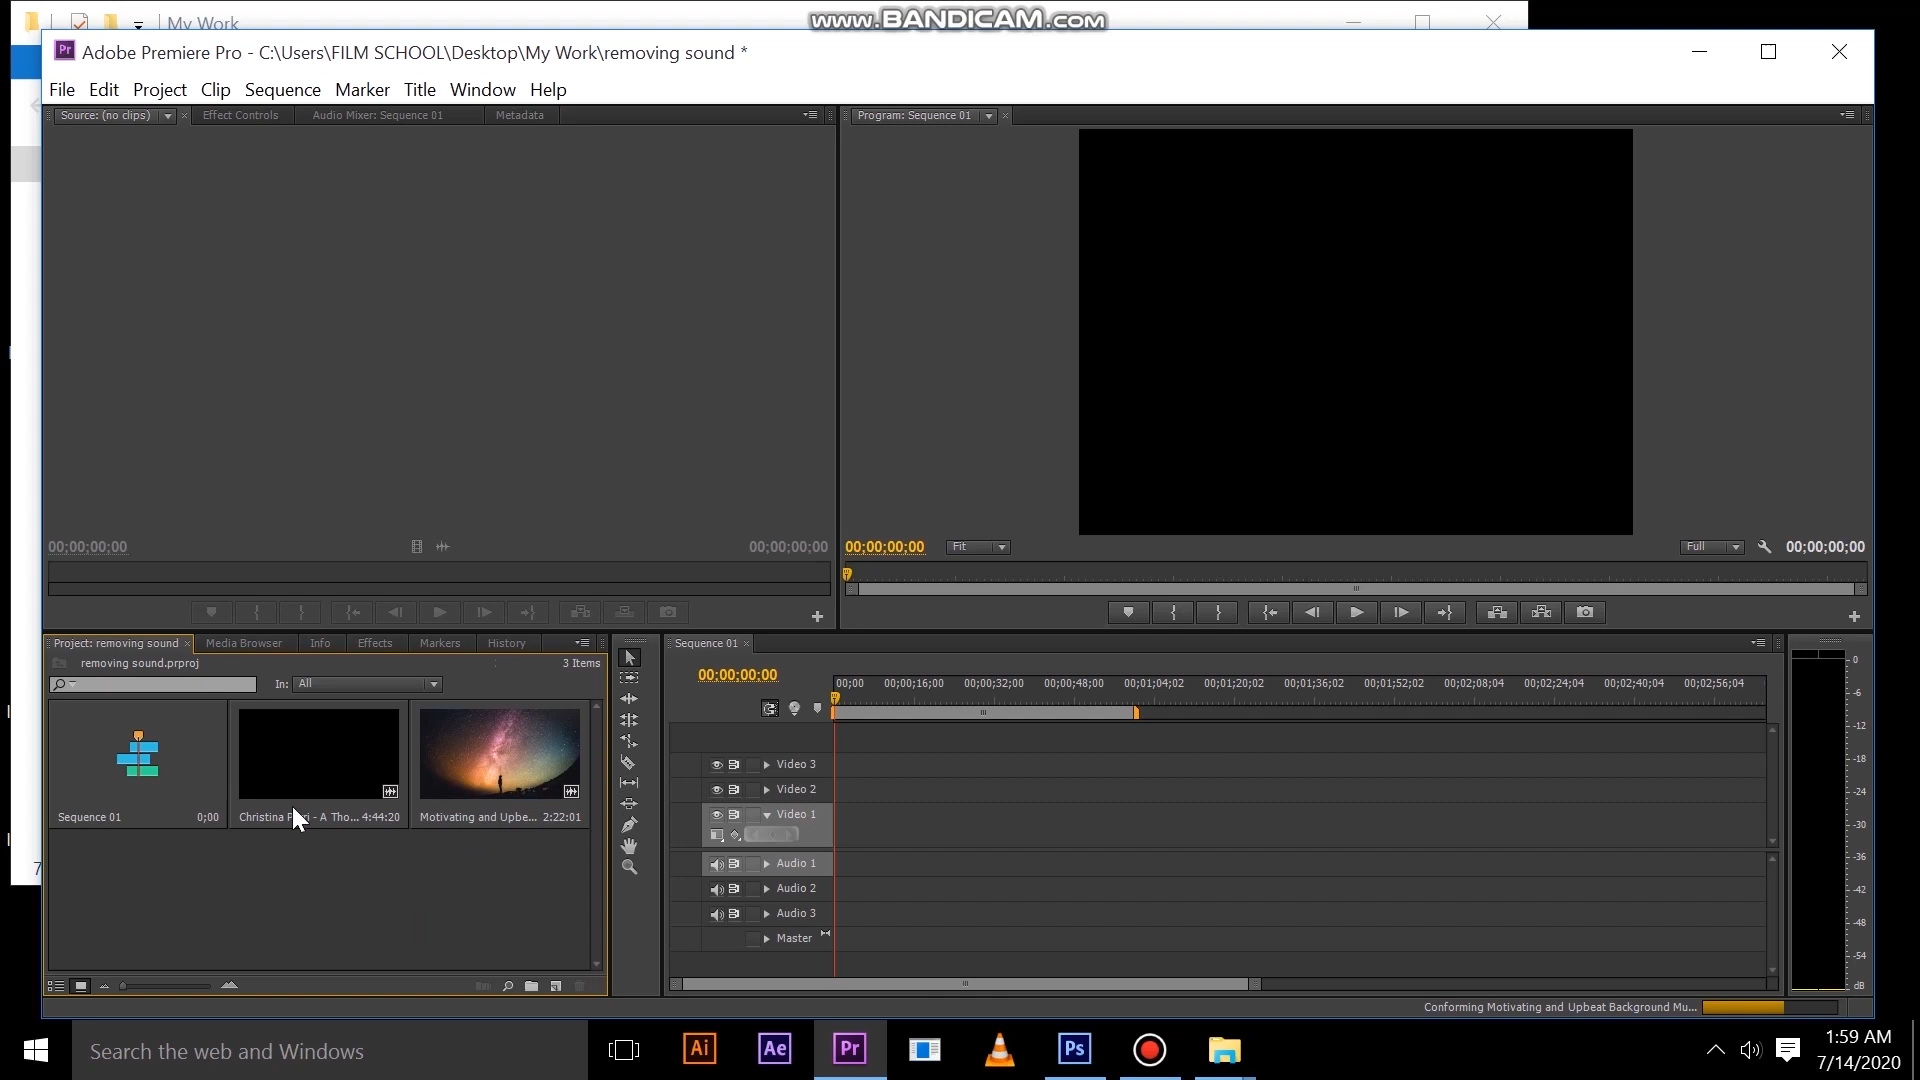 My Work
www.BANDICAM.com
Adobe Premiere Pro - C:\Users\FILM SCHOOL\Desktop\My Work\removing sound *
File Edit Project Clip Sequence Marker Title Window Help
Source: (no clips) Effect Controls Audio Mixer: Sequence 01 Metadata
Program: Sequence 01
00;00;00;00 00;00;00;00
00;00;00;00 Fit Full 00;00;00;00
Project: removing sound Media Browser Info Effects Markers History
removing sound.prproj 3 Items
In: All
Sequence 01 0;00
Christina - A Tho... 4:44:20
Motivating and Upbe... 2:22:01
Sequence 01
00;00;00;00
00;00 00;00;16;00 00;00;32;00 00;00;48;00 00;01;04;02 00;01;20;02 00;01;36;02 00;01;52;02 00;02;08;04 00;02;24;04 00;02;40;04 00;02;56;04
Video 3
Video 2
Video 1
Audio 1
Audio 2
Audio 3
Master
0
-6
-12
-18
-24
-30
-36
-42
-48
-54
dB
Conforming Motivating and Upbeat Background Mu...
Search the web and Windows
Ai Ae Pr Ps
1:59 AM
7/14/2020